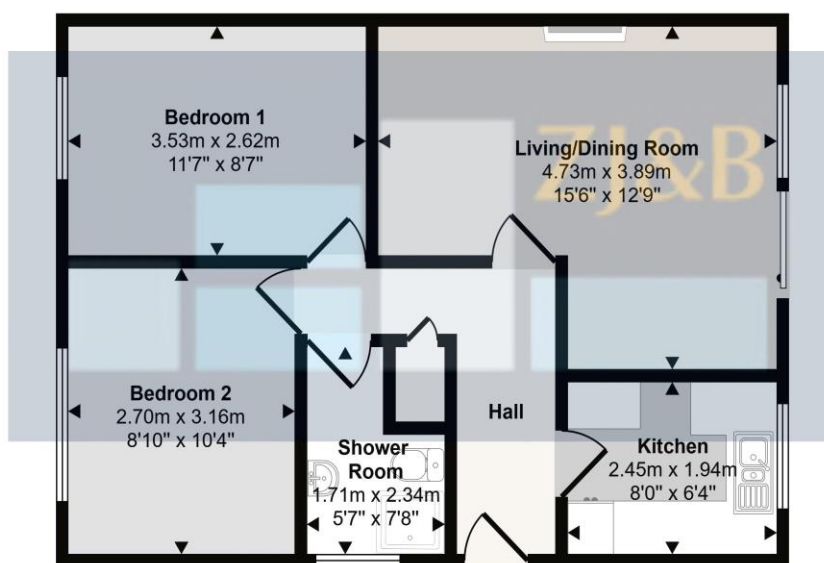 Bedroom 1
3.53m x 2.62m
11'7" x 8'7"
Living/Dining Room
4.73m x 3.89m
15'6" x 12'9"
ZJ&B
Bedroom 2
2.70m x 3.16m
8'10" x 10'4"
Hall
Shower
Room
1.71m x 2.34m
5'7" x 7'8"
Kitchen
2.45m x 1.94m
8'0" x 6'4"